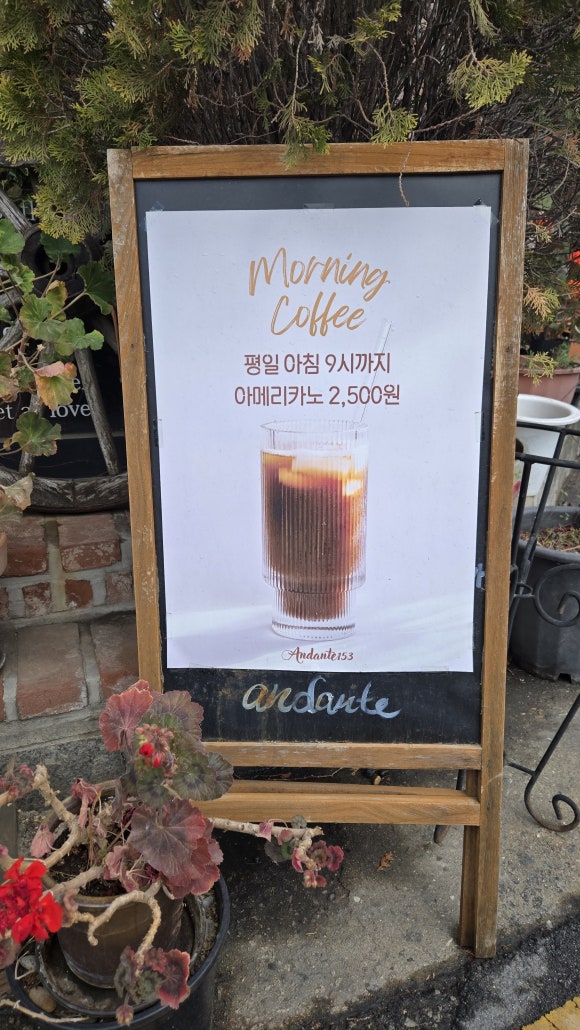 Morning
Coffee
평일 아침 9시까지
아메리카노 2,500원
Andante153
andante
love